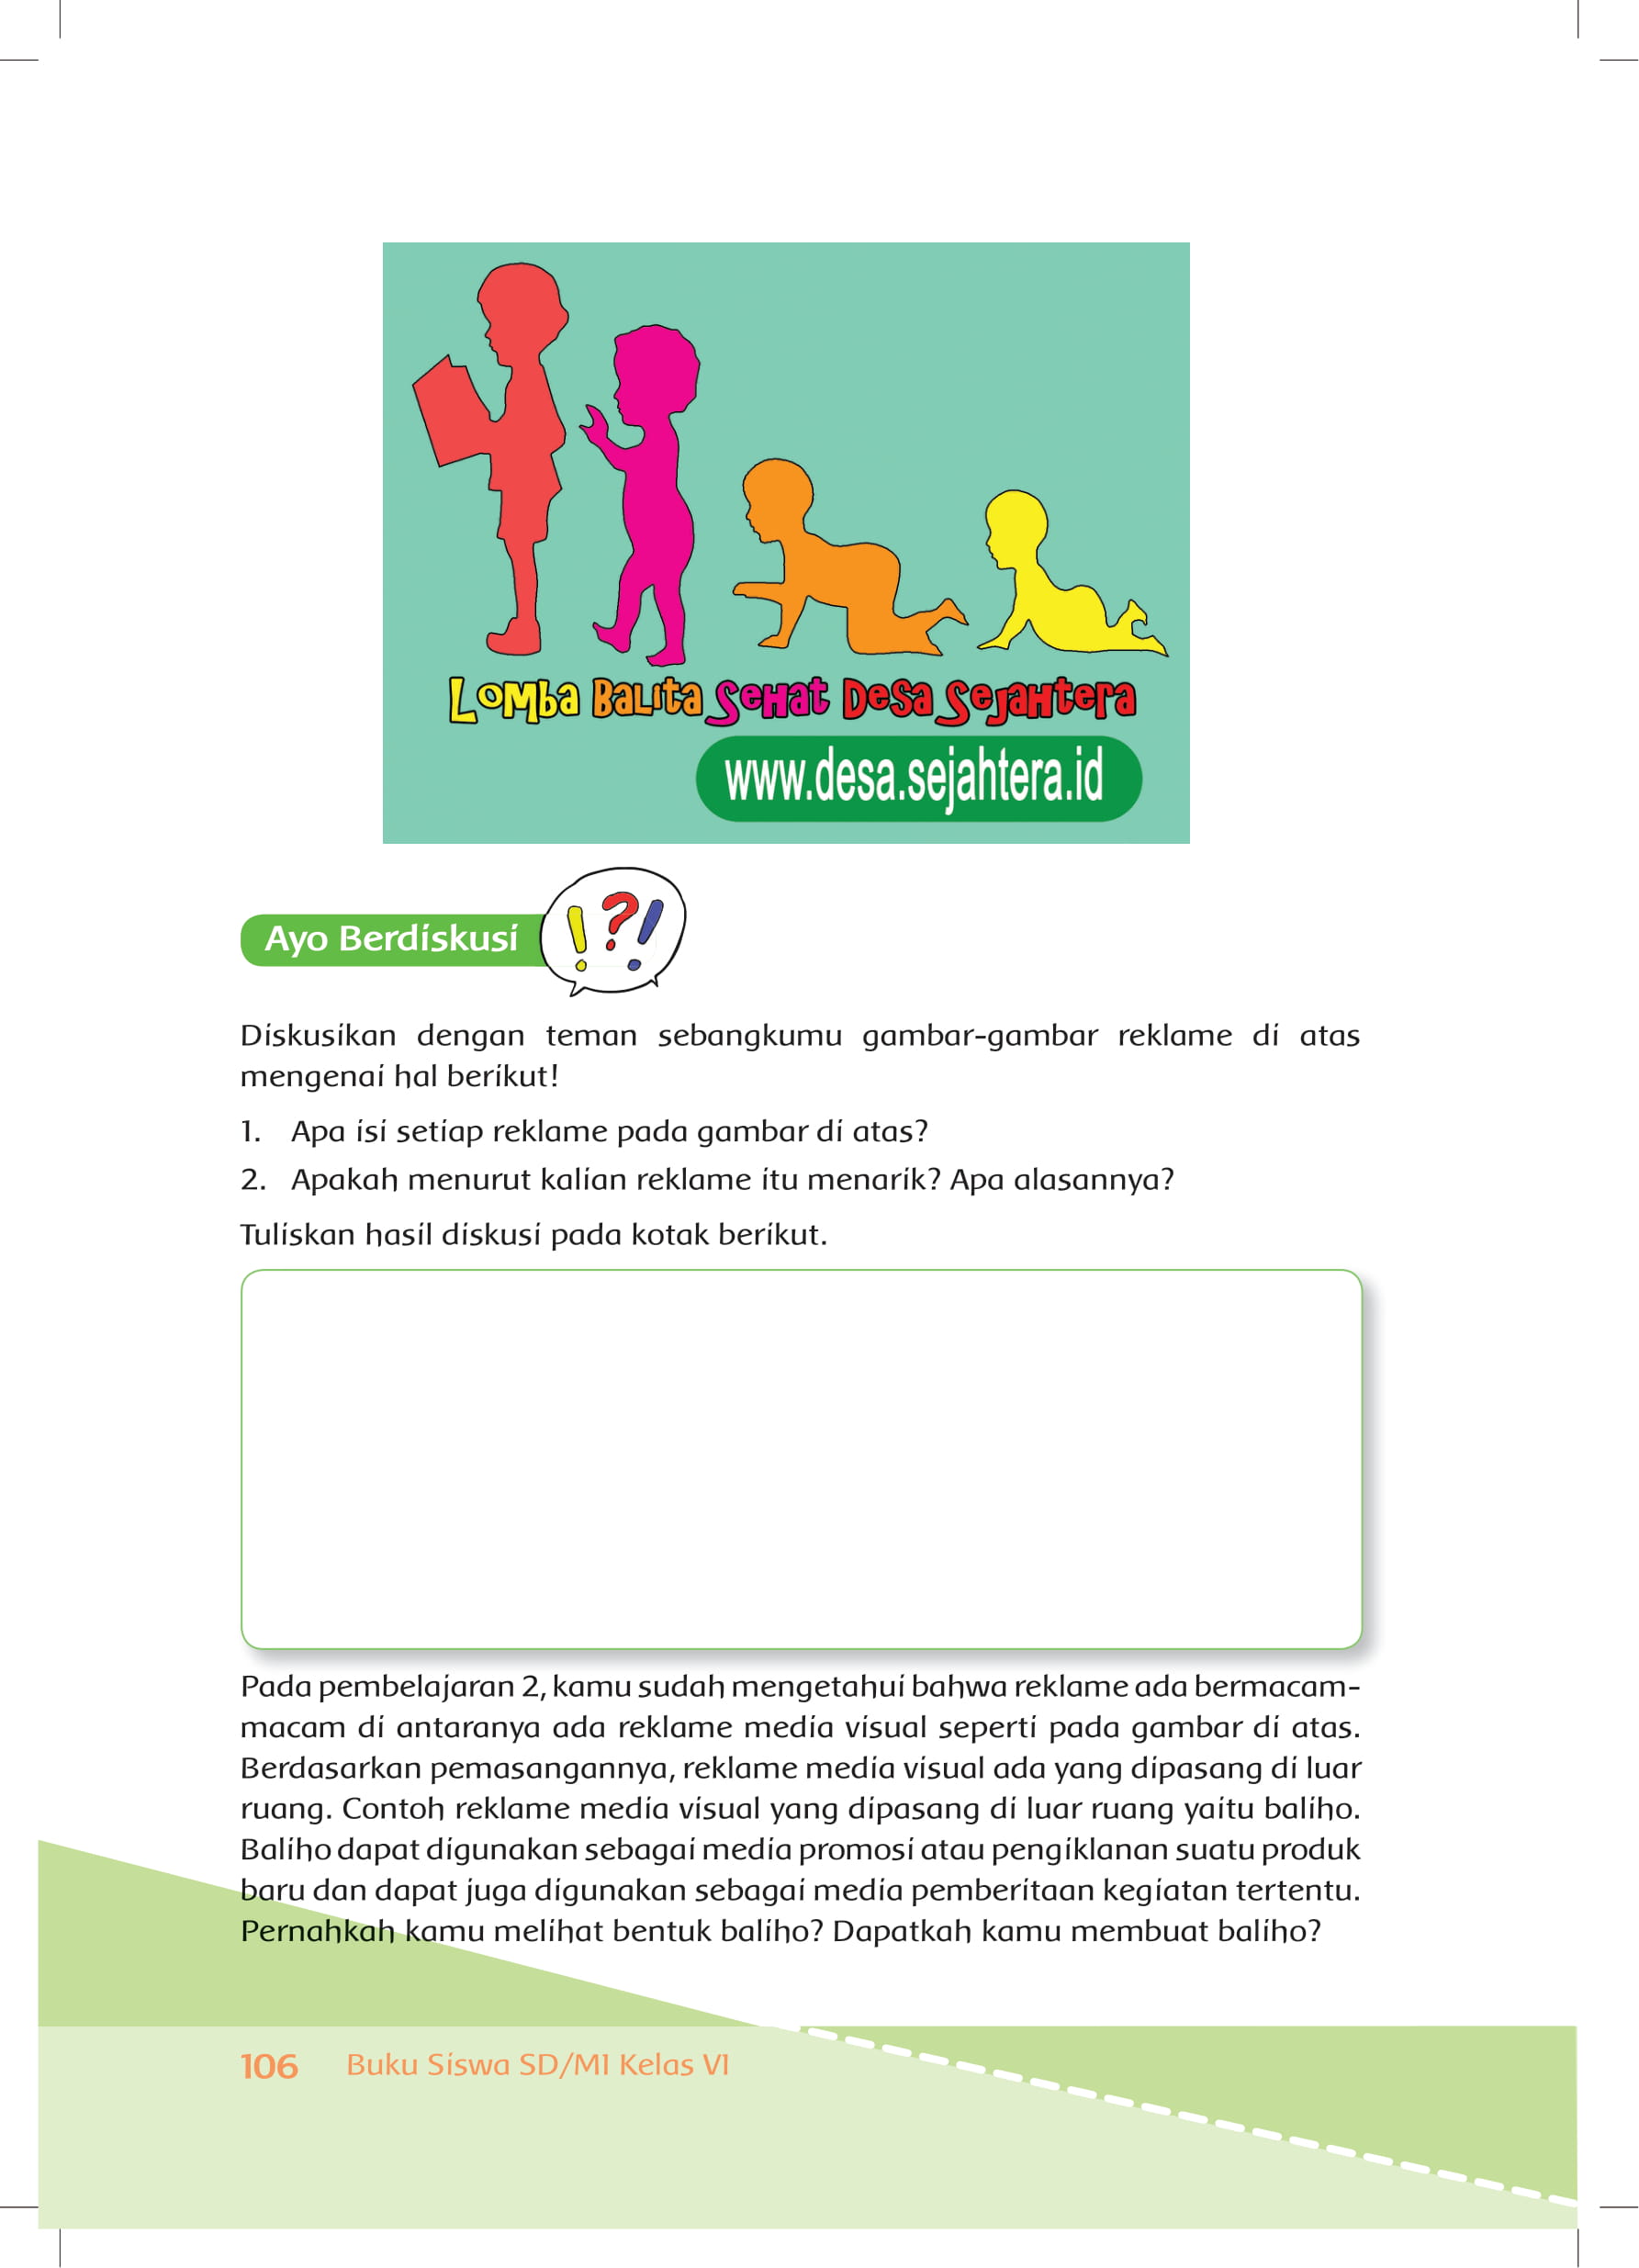 Lomba Balita Sehat Desa Sejahtera
www.desa.sejahtera.id
Ayo Berdiskusi
Diskusikan dengan teman sebangkumu gambar-gambar reklame di atas
mengenai hal berikut!
1. Apa isi setiap reklame pada gambar di atas?
2. Apakah menurut kalian reklame itu menarik? Apa alasannya?
Tuliskan hasil diskusi pada kotak berikut.
Pada pembelajaran 2, kamu sudah mengetahui bahwa reklame ada bermacam-
macam di antaranya ada reklame media visual seperti pada gambar di atas.
Berdasarkan pemasangannya, reklame media visual ada yang dipasang di luar
ruang. Contoh reklame media visual yang dipasang di luar ruang yaitu baliho.
Baliho dapat digunakan sebagai media promosi atau pengiklanan suatu produk
baru dan dapat juga digunakan sebagai media pemberitaan kegiatan tertentu.
Pernahkah kamu melihat bentuk baliho? Dapatkah kamu membuat baliho?
106 Buku Siswa SD/MI Kelas VI